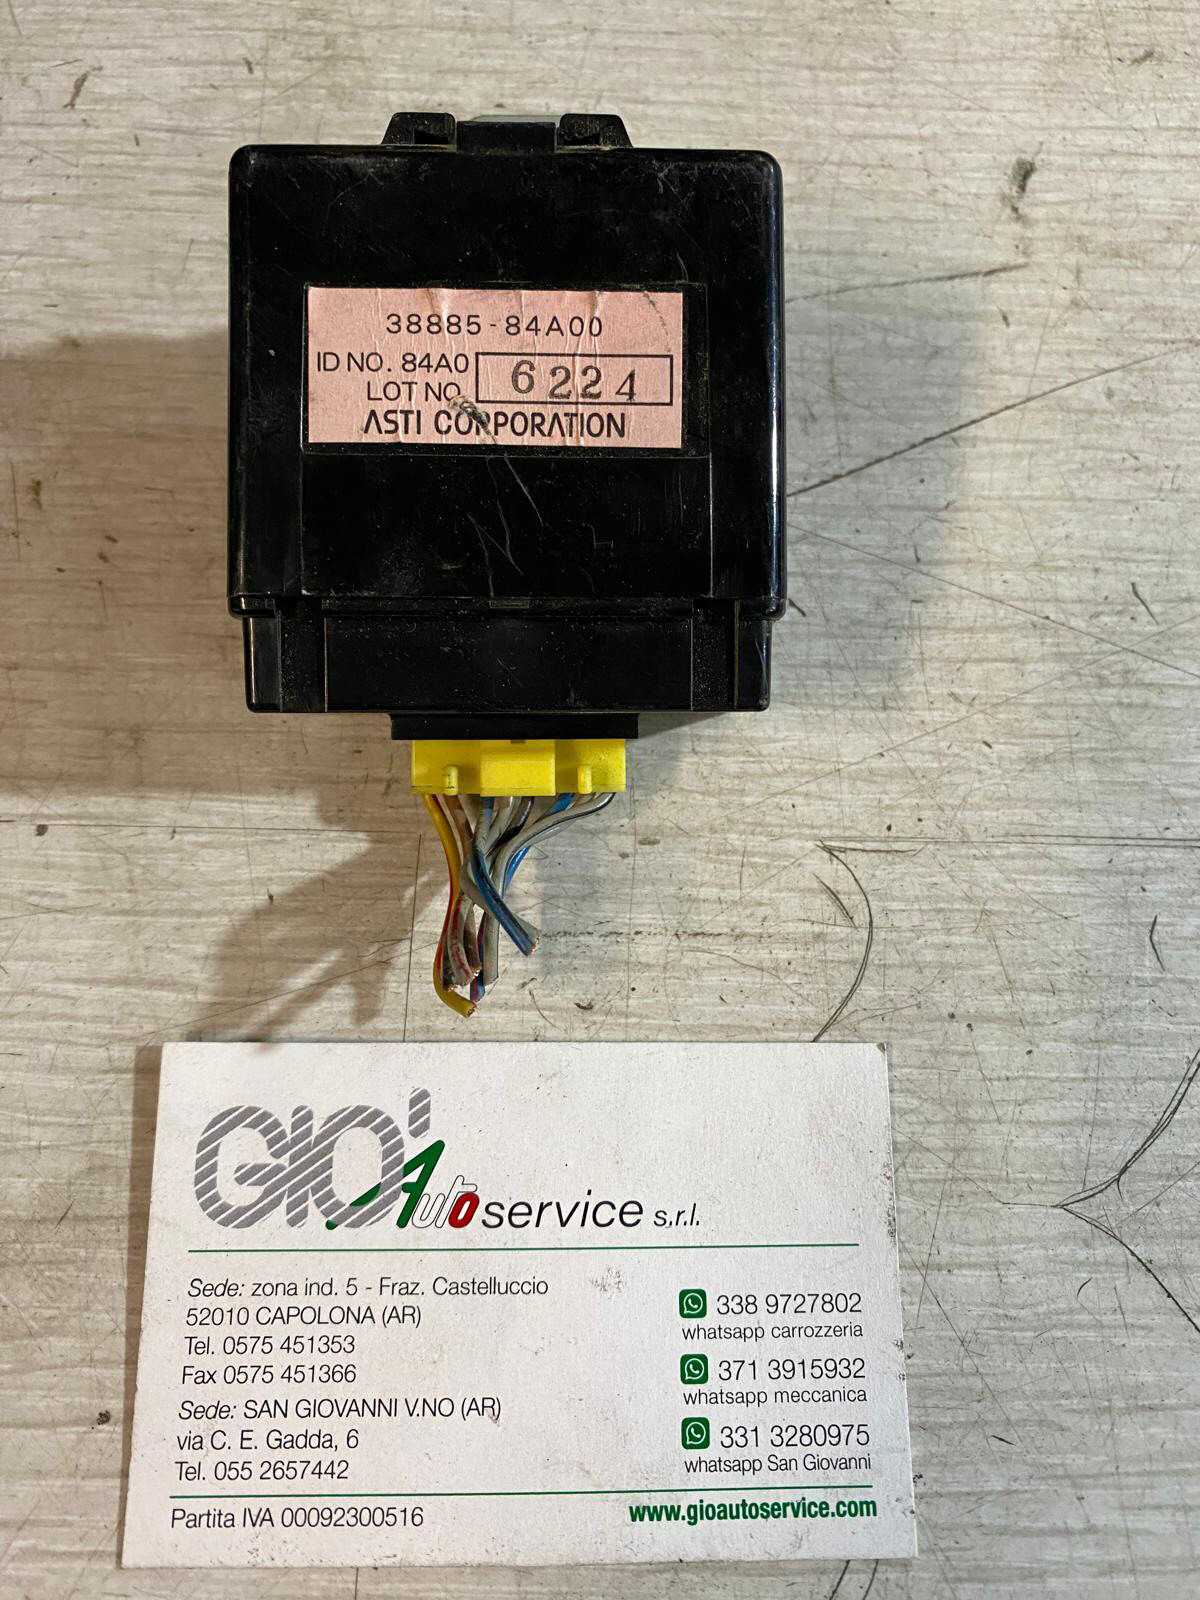 38885-84A00
ID NO. 84A0
LOT NO. 6224
ASTI CORPORATION
GIO' Autoservice s.r.l.
Sede: zona ind. 5 - Fraz. Castelluccio
52010 CAPOLONA (AR)
Tel. 0575 451353
Fax 0575 451366
Sede: SAN GIOVANNI V.NO (AR)
via C. E. Gadda, 6
Tel. 055 2657442
338 9727802
whatsapp carrozzeria
371 3915932
whatsapp meccanica
331 3280975
whatsapp San Giovanni
Partita IVA 00092300516
www.gioautoservice.com